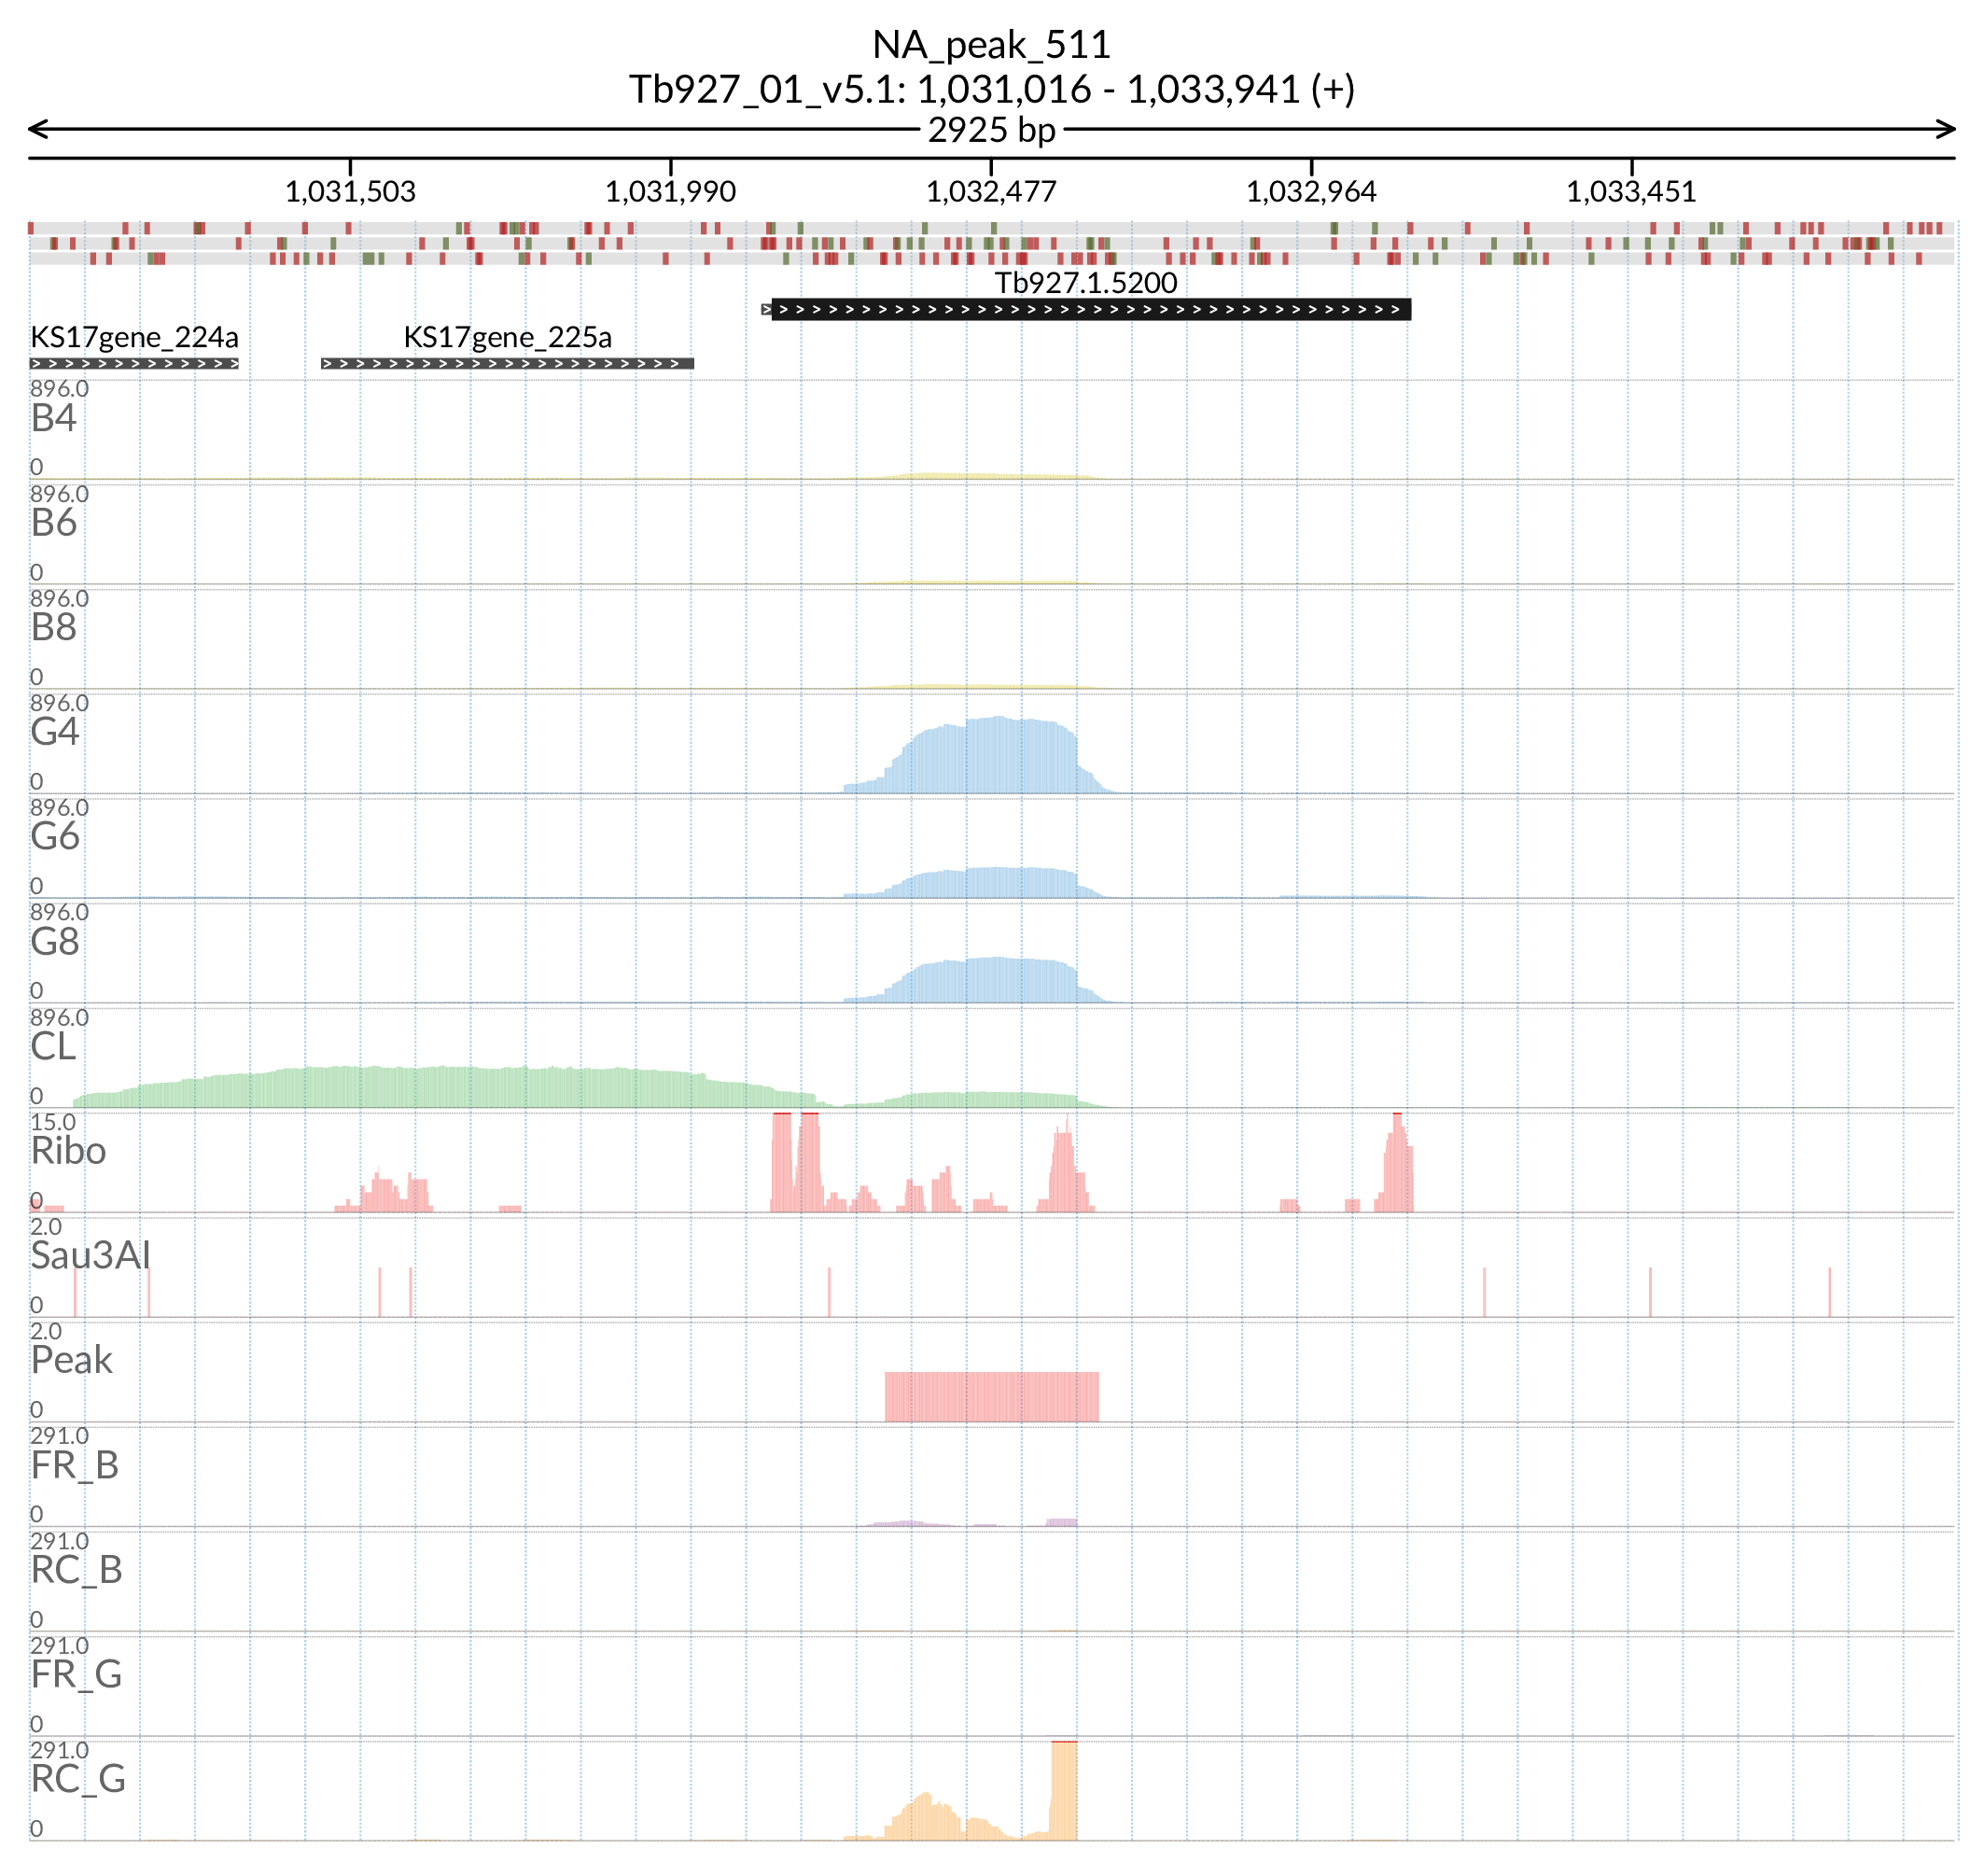 NA_peak_511
Tb927_01_v5.1: 1,031,016 - 1,033,941 (+)
2925 bp
1,031,503 1,031,990 1,032,477 1,032,964 1,033,451
Tb927.1.5200
KS17gene_224a KS17gene_225a
896.0
B4
0
896.0
B6
0
896.0
B8
0
896.0
G4
0
896.0
G6
0
896.0
G8
0
896.0
CL
0
15.0
Ribo
0
2.0
Sau3AI
0
2.0
Peak
0
291.0
FR_B
0
291.0
RC_B
0
291.0
FR_G
0
291.0
RC_G
0